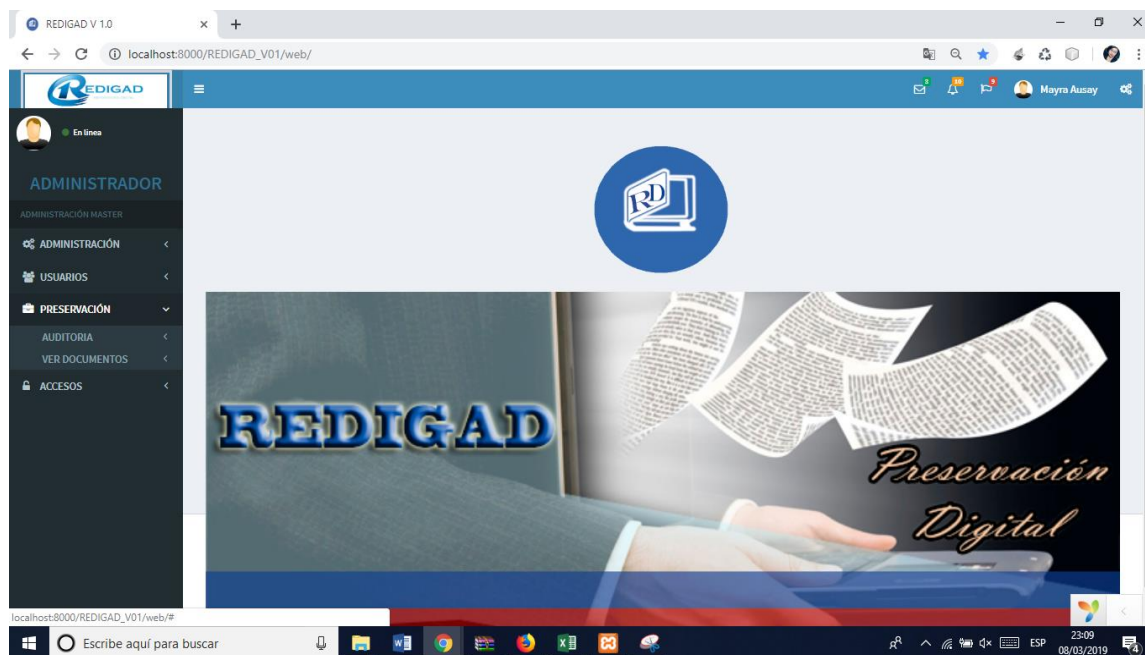 REDIGAD V 1.0
localhost:8000/REDIGAD_V01/web/
REDIGAD
Mayra Ausay
En linea
ADMINISTRADOR
ADMINISTRACIÓN MASTER
ADMINISTRACIÓN
USUARIOS
PRESERVACIÓN
AUDITORIA
VER DOCUMENTOS
ACCESOS
RD
REDIGAD
Preservación
Digital
localhost:8000/REDIGAD_V01/web/#
Escribe aquí para buscar
ESP
23:09
08/03/2019